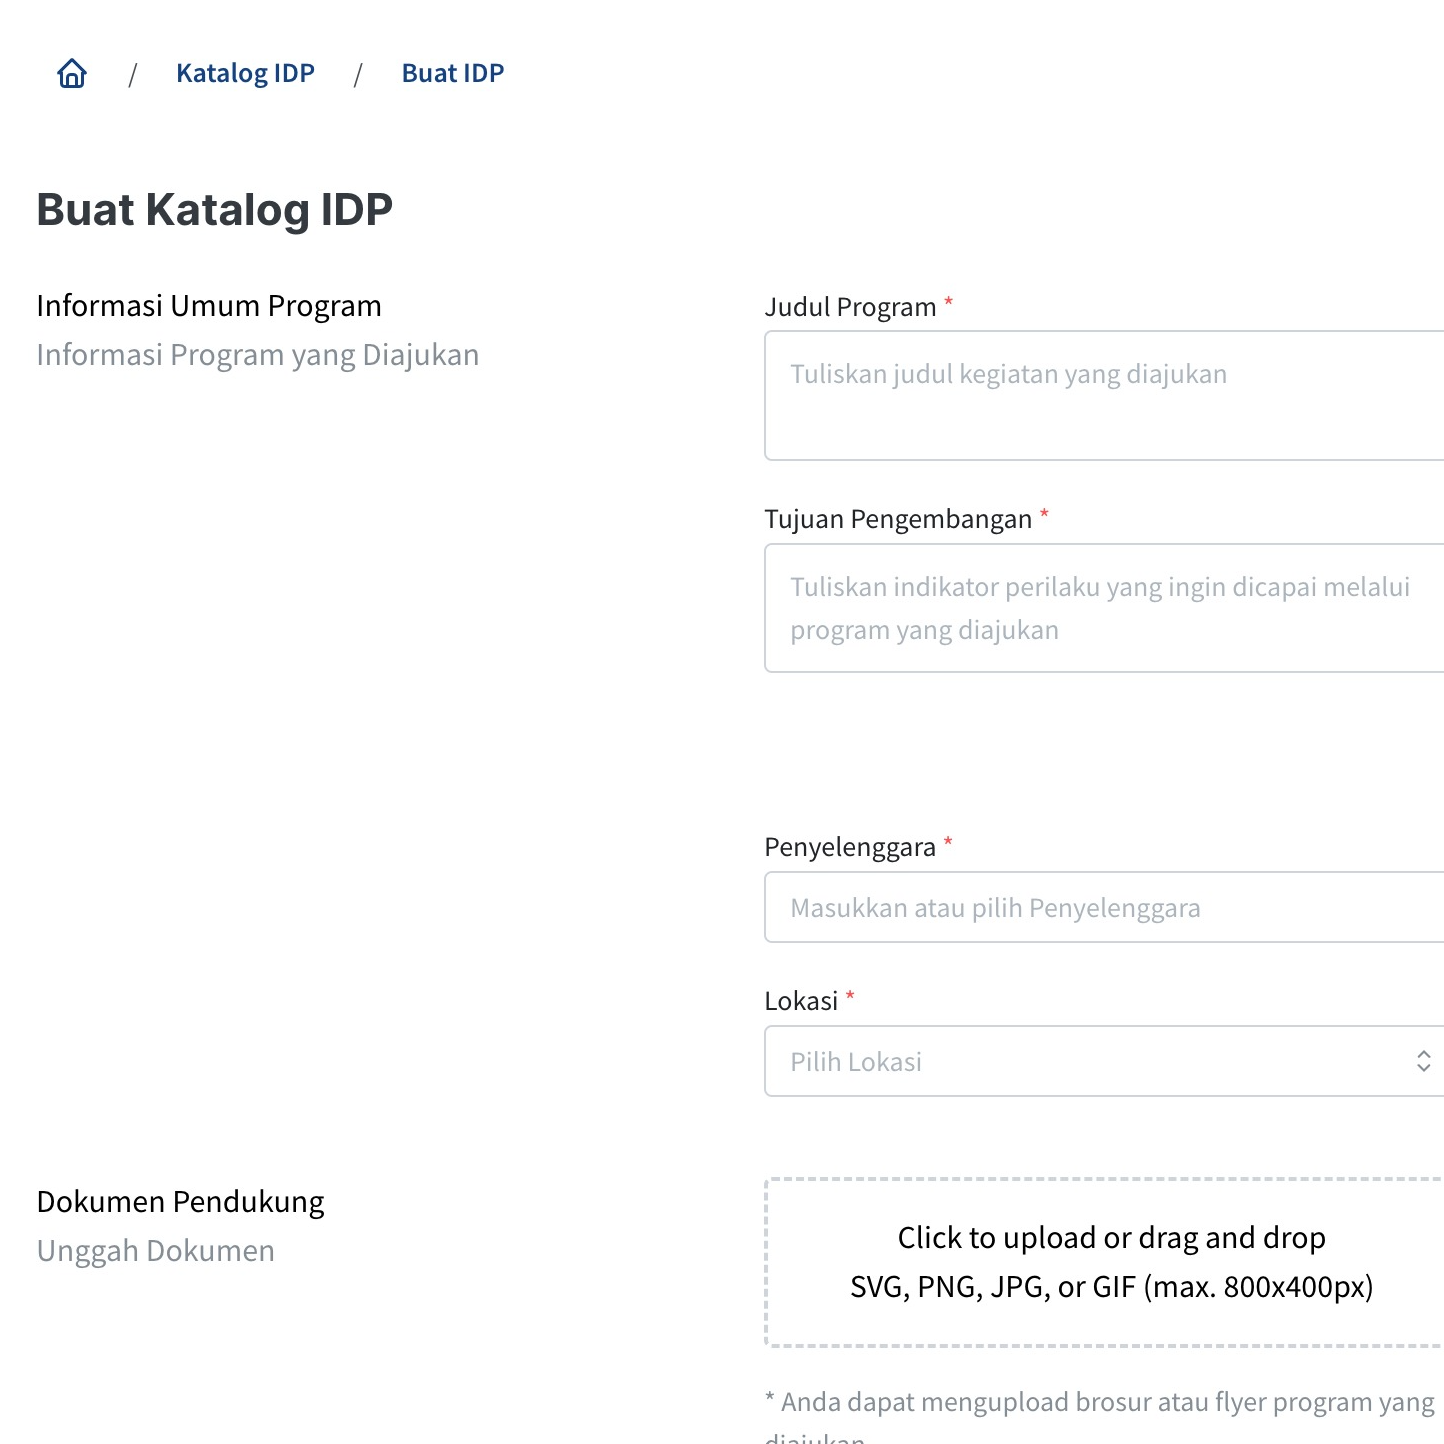 / Katalog IDP / Buat IDP
Buat Katalog IDP
Informasi Umum Program
Informasi Program yang Diajukan
Judul Program *
Tuliskan judul kegiatan yang diajukan
Tujuan Pengembangan *
Tuliskan indikator perilaku yang ingin dicapai melalui
program yang diajukan
Penyelenggara *
Masukkan atau pilih Penyelenggara
Lokasi *
Pilih Lokasi
Dokumen Pendukung
Unggah Dokumen
Click to upload or drag and drop
SVG, PNG, JPG, or GIF (max. 800x400px)
* Anda dapat mengupload brosur atau flyer program yang
diajukan